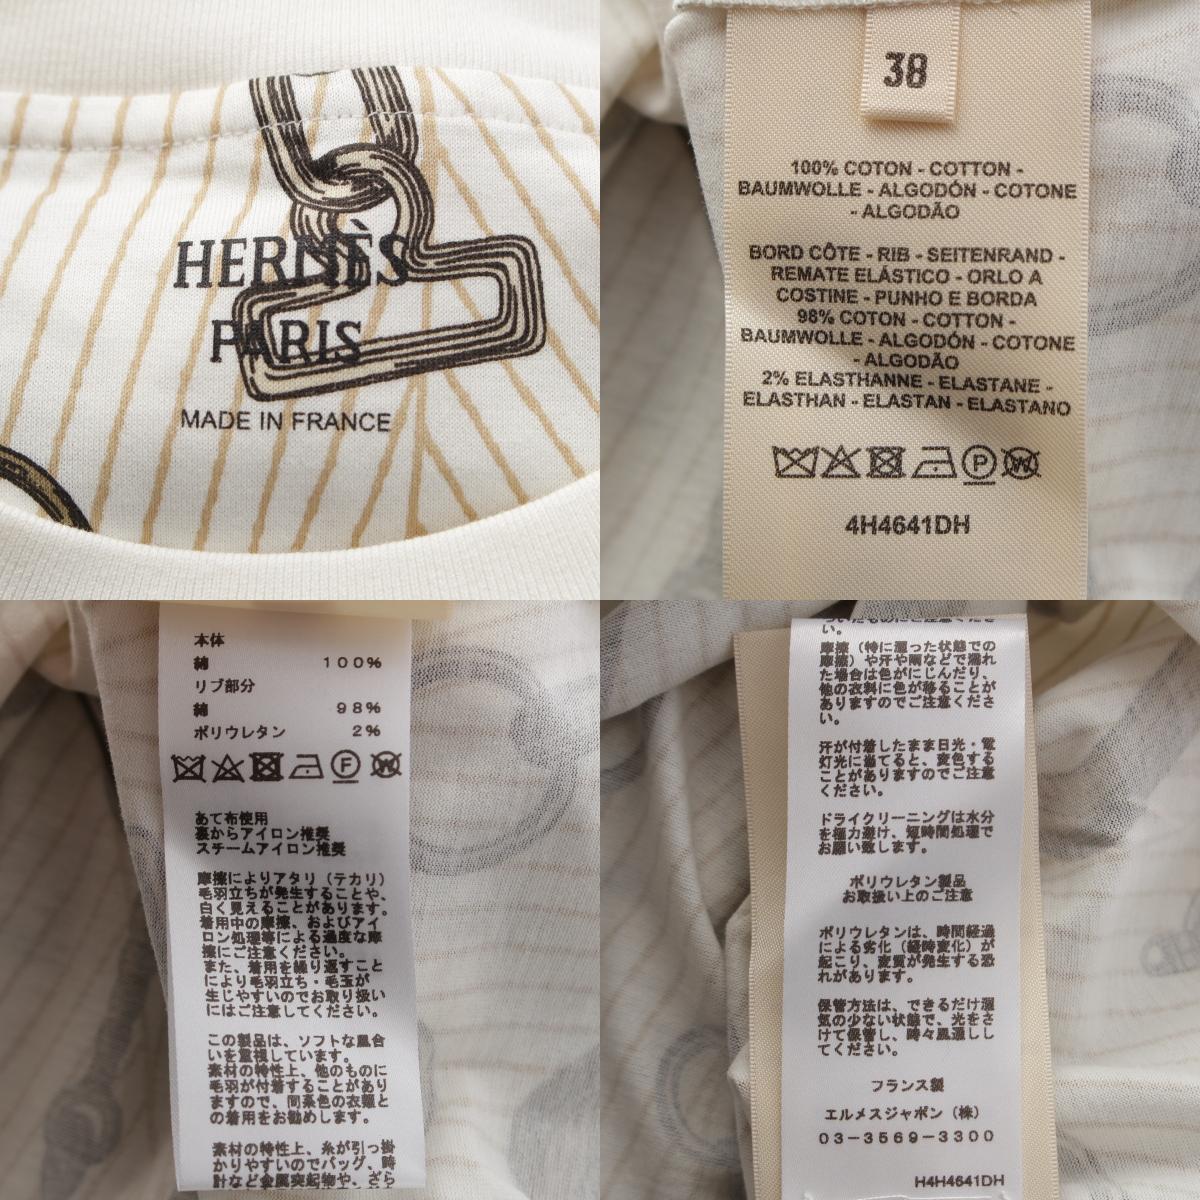 HERMÈS
PARIS
MADE IN FRANCE
38
100% COTON - COTTON -
BAUMWOLLE - ALGODÓN - COTONE
- ALGODÃO
BORD CÔTE - RIB - SEITENRAND -
REMATE ELÁSTICO - ORLO A
COSTINE - PUNHO E BORDA
98% COTON - COTTON -
BAUMWOLLE - ALGODÓN - COTONE
- ALGODÃO
2% ELASTHANNE - ELASTANE -
ELASTHAN - ELASTAN - ELASTANO
P
W
4H4641DH
本体
綿 100%
リブ部分
綿 98%
ポリウレタン 2%
F
W
あて布使用
裏からアイロン推奨
スチームアイロン推奨
摩擦によりアタリ（テカリ）
毛羽立ちが発生することや、
白く見えることがあります。
着用中の摩擦、およびアイ
ロン処理等による過度な摩
擦にご注意ください。
また、着用を繰り返すこと
により毛羽立ち・毛玉が
生じやすいのでお取り扱い
にはご注意してください。
この製品は、ソフトな風合
いを重視しています。
素材の特性上、他のものに
毛羽が付着することがあり
ますので、同系色の衣類と
の着用をお勧めします。
素材の特性上、糸が引っ掛
かりやすいのでバッグ、時
計など金属突起物や、ざら
い。
摩擦（特に湿った状態での
摩擦）や汗や雨などで濡れ
た場合は色がにじんだり、
他の衣料に色が移ることが
ありますのでご注意くださ
い。
汗が付着したまま日光・電
灯光に当てると、変色する
ことがありますのでご注意
ください。
ドライクリーニングは水分
を極力避け、短時間処理で
お願い致します。
ポリウレタン製品
お取扱い上のご注意
ポリウレタンは、時間経過
による劣化（経時変化）が
起こり、変質が発生する恐
れがあります。
保管方法は、できるだけ湿
気の少ない状態で、光をさ
けて保管し、時々風通しし
てください。
フランス製
エルメスジャポン（株）
03-3569-3300
H4H4641DH